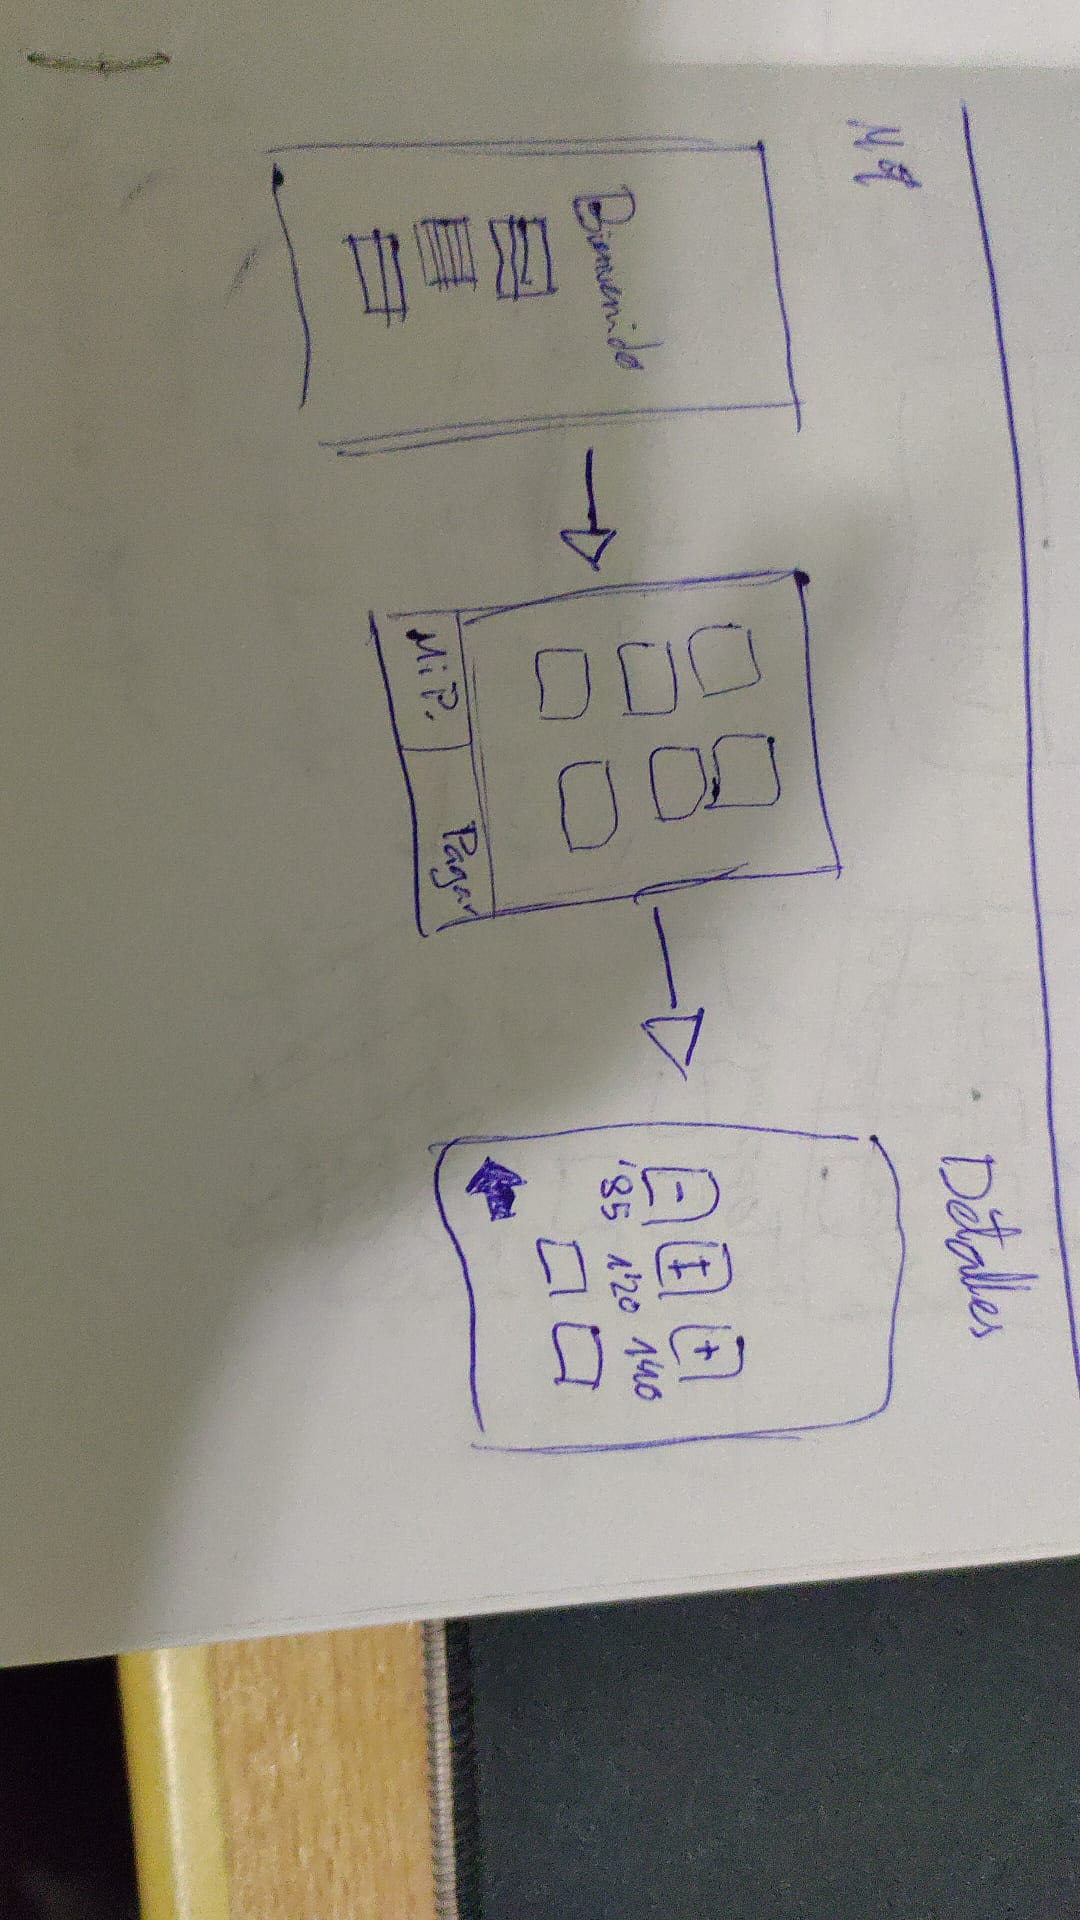 Detalles
Bienvenido
Mi P.
Pagar
- ± +
'85 1'20 1'40